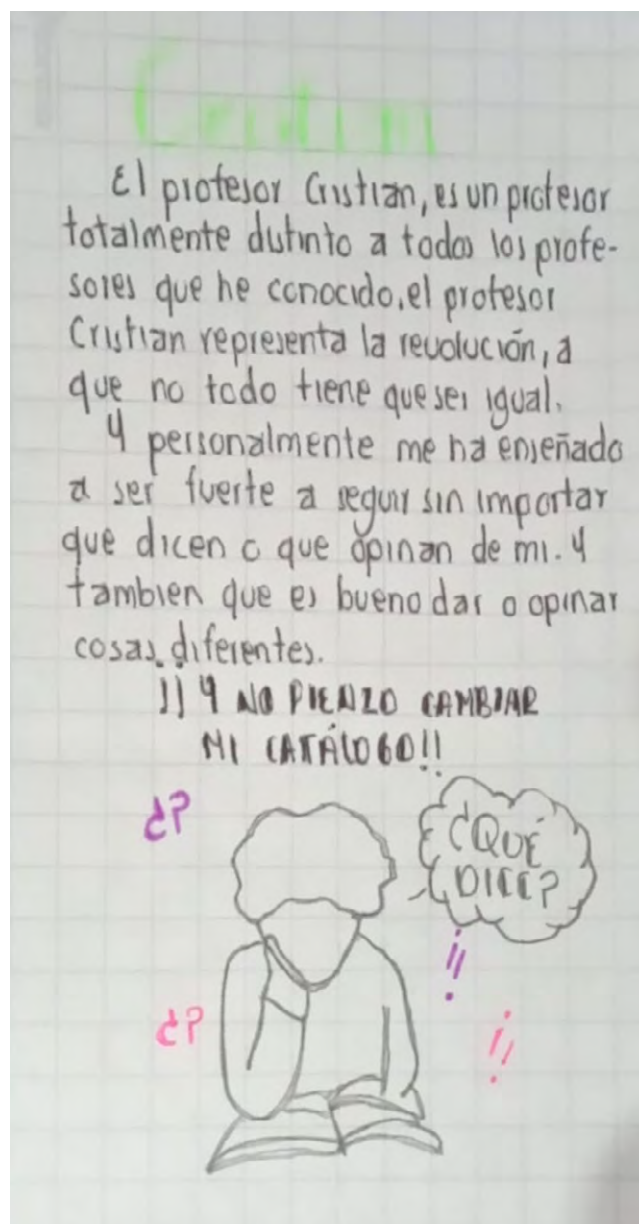 Cristian
El profesor Cristian, es un profesor
totalmente distinto a todos los profe-
sores que he conocido, el profesor
Cristian representa la revolución, a
que no todo tiene que ser igual.
Y personalmente me ha enseñado
a ser fuerte a seguir sin importar
que dicen o que opinan de mi. Y
tambien que es bueno dar o opinar
cosas diferentes.
¡¡ Y NO PIENZO CAMBIAR
MI CATÁLOGO!!
¿?
¿QUÉ
DICE?
¡!
¿?
¡!